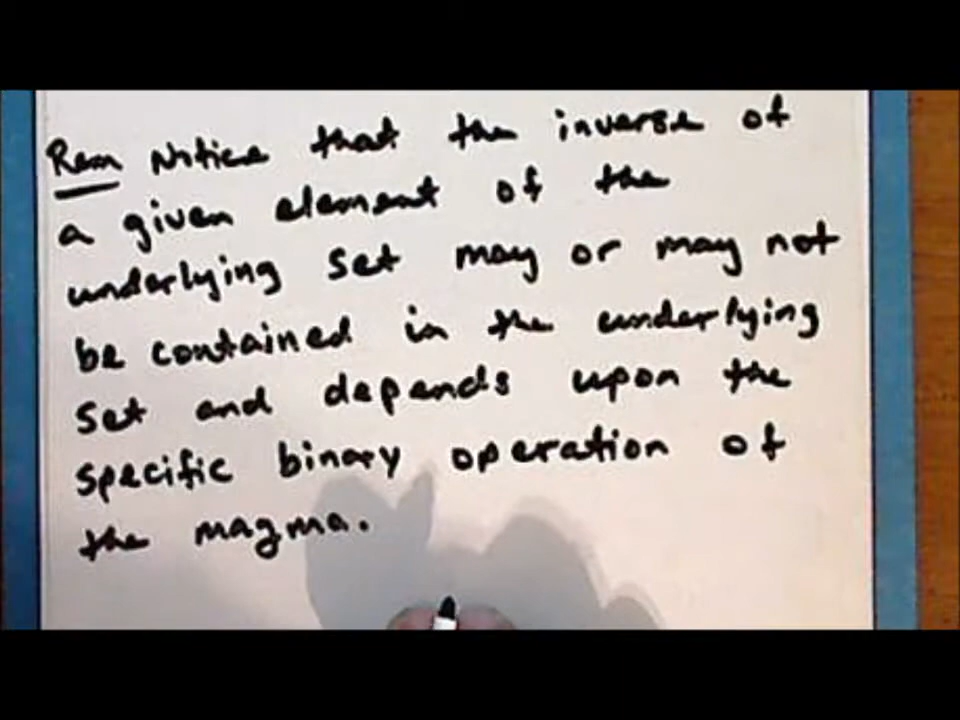 Rem Notice that the inverse of
a given element of the
underlying set may or may not
be contained in the underlying
set and depends upon the
specific binary operation of
the magma.